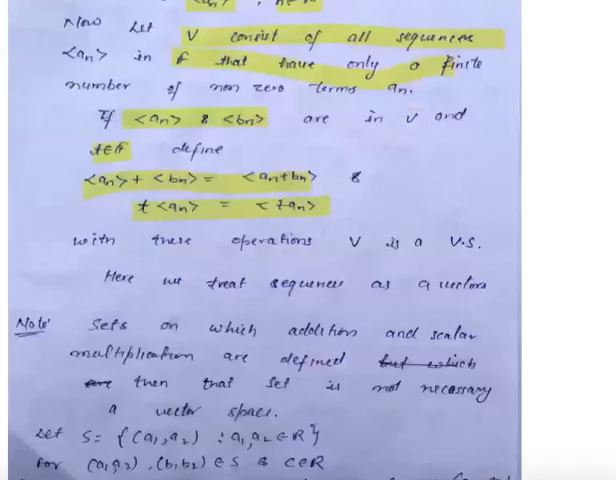 <an>, n∈N
Now Let V consist of all sequences
<an> in F that have only a finite
number of non zero terms an.
If <an> & <bn> are in V and
t∈F define
<an> + <bn> = <an+bn> &
t <an> = <tan>
with these operations V is a V.S.
Here we treat sequences as a vectors
Note: Sets on which addition and scalar
multiplication are defined but which
are then that set is not necessary
a vector space.
Let S = {(a1,a2) : a1,a2∈R}
For (a1,a2), (b1,b2) ∈ S & c∈R